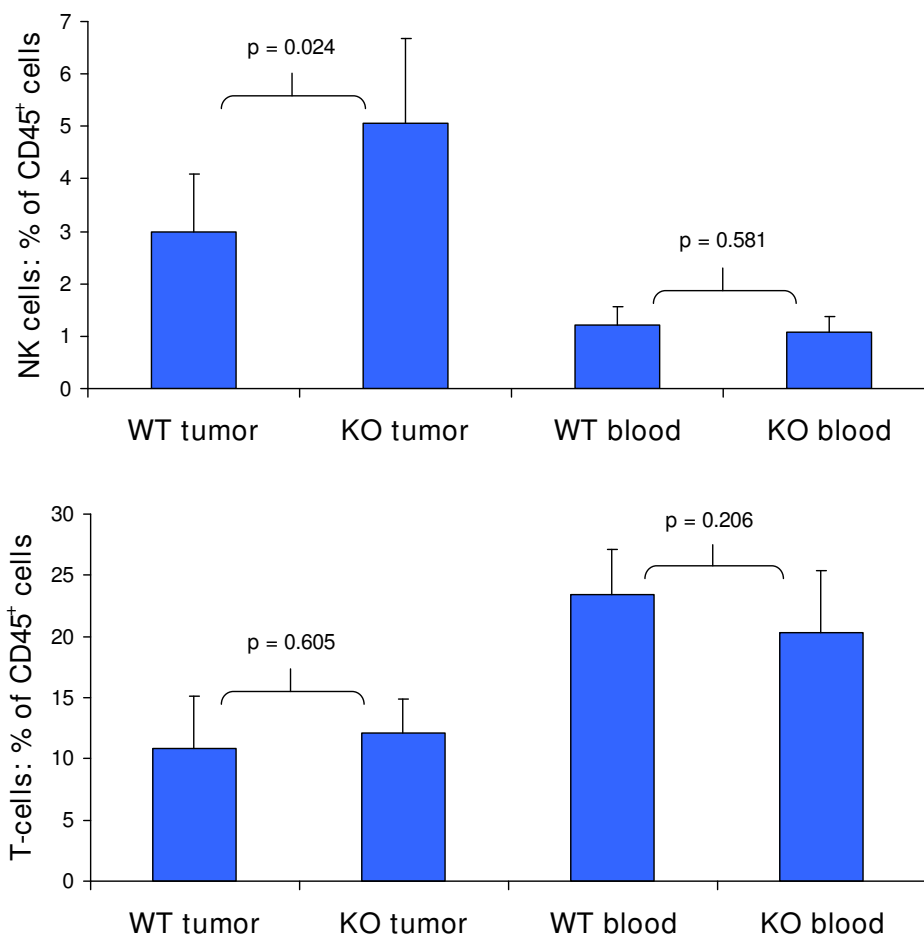 NK cells: % of CD45⁺ cells
7
6
5
4
3
2
1
0
p = 0.024
p = 0.581
WT tumor
KO tumor
WT blood
KO blood
T-cells: % of CD45⁺ cells
30
25
20
15
10
5
0
p = 0.605
p = 0.206
WT tumor
KO tumor
WT blood
KO blood